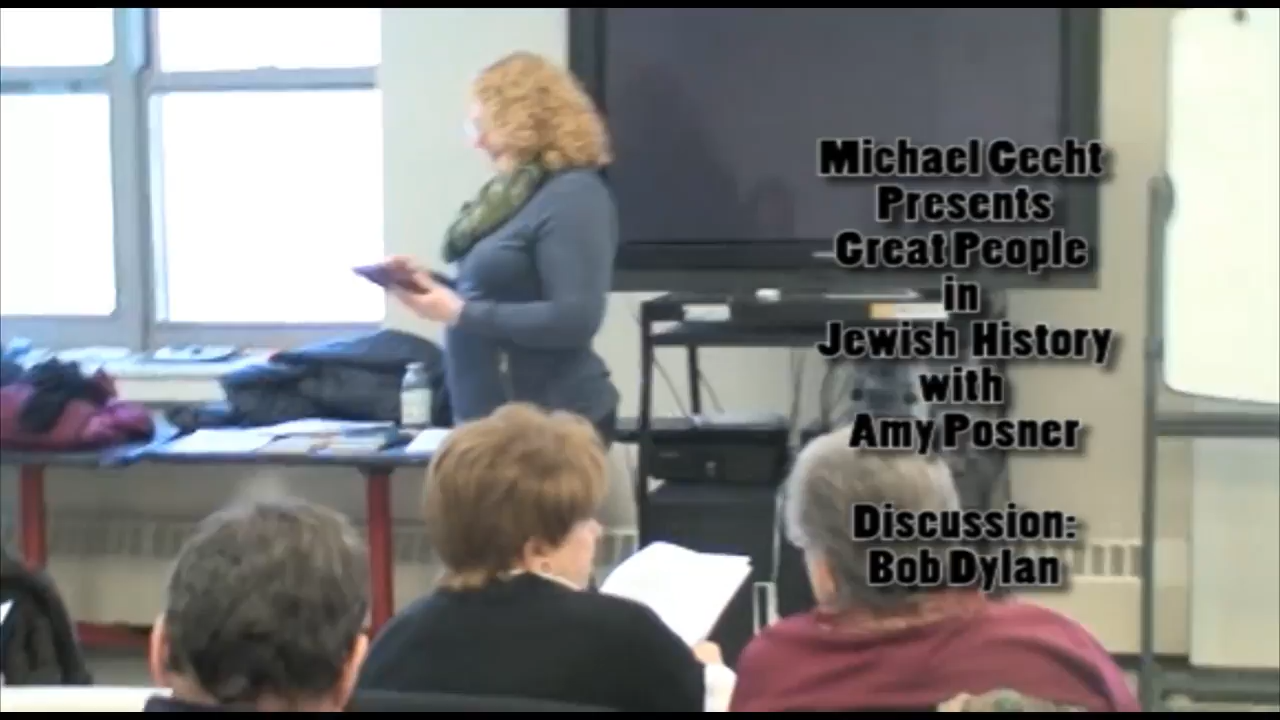 Michael Gecht
Presents
Great People
in
Jewish History
with
Amy Posner
Discussion:
Bob Dylan